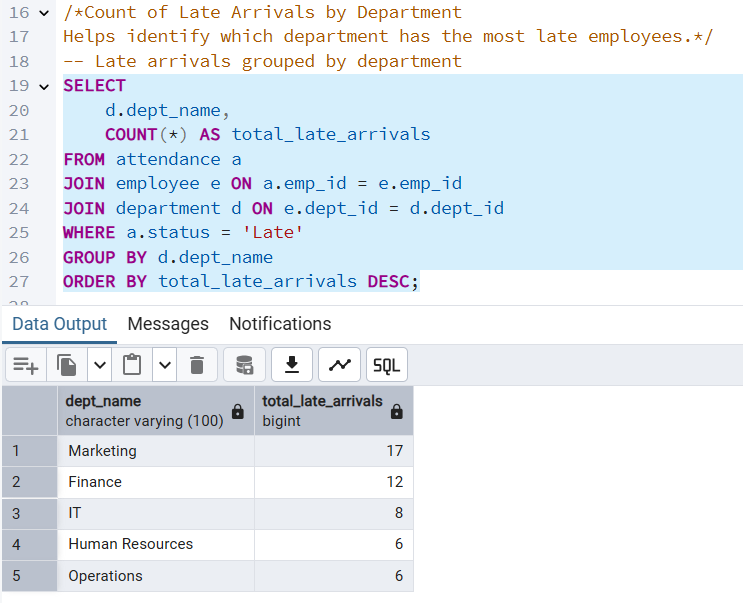 16 /*Count of Late Arrivals by Department
17 Helps identify which department has the most late employees.*/
18 -- Late arrivals grouped by department
19 SELECT
20 d.dept_name,
21 COUNT(*) AS total_late_arrivals
22 FROM attendance a
23 JOIN employee e ON a.emp_id = e.emp_id
24 JOIN department d ON e.dept_id = d.dept_id
25 WHERE a.status = 'Late'
26 GROUP BY d.dept_name
27 ORDER BY total_late_arrivals DESC;
28
Data Output Messages Notifications
SQL
dept_name total_late_arrivals
character varying (100) bigint
1 Marketing 17
2 Finance 12
3 IT 8
4 Human Resources 6
5 Operations 6